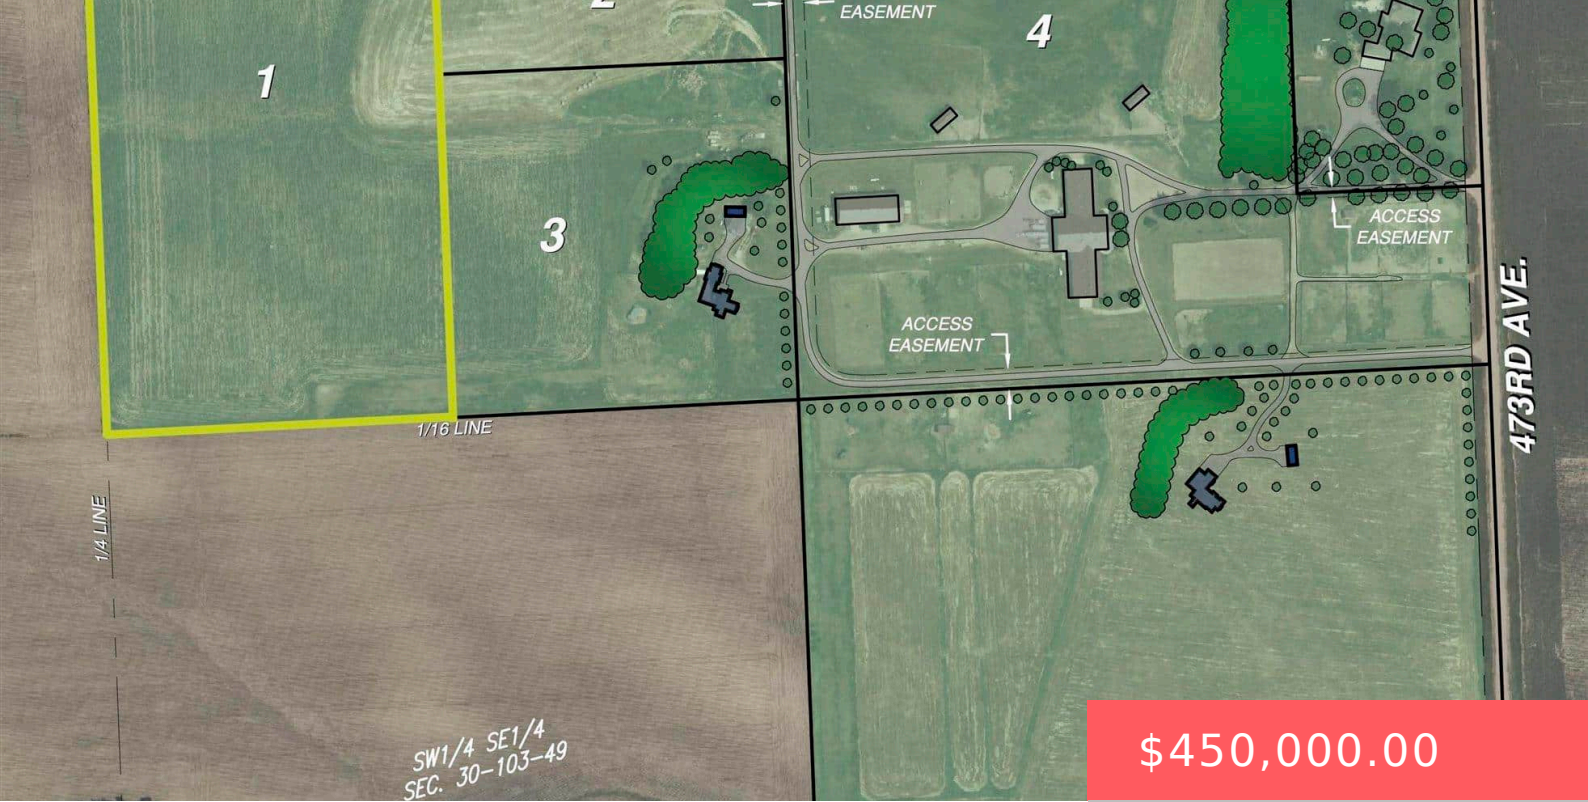 2
EASEMENT
4
1
3
ACCESS
EASEMENT
ACCESS
EASEMENT
473RD AVE.
1/16 LINE
1/4 LINE
SW1/4 SE1/4
SEC. 30-103-49
$450,000.00